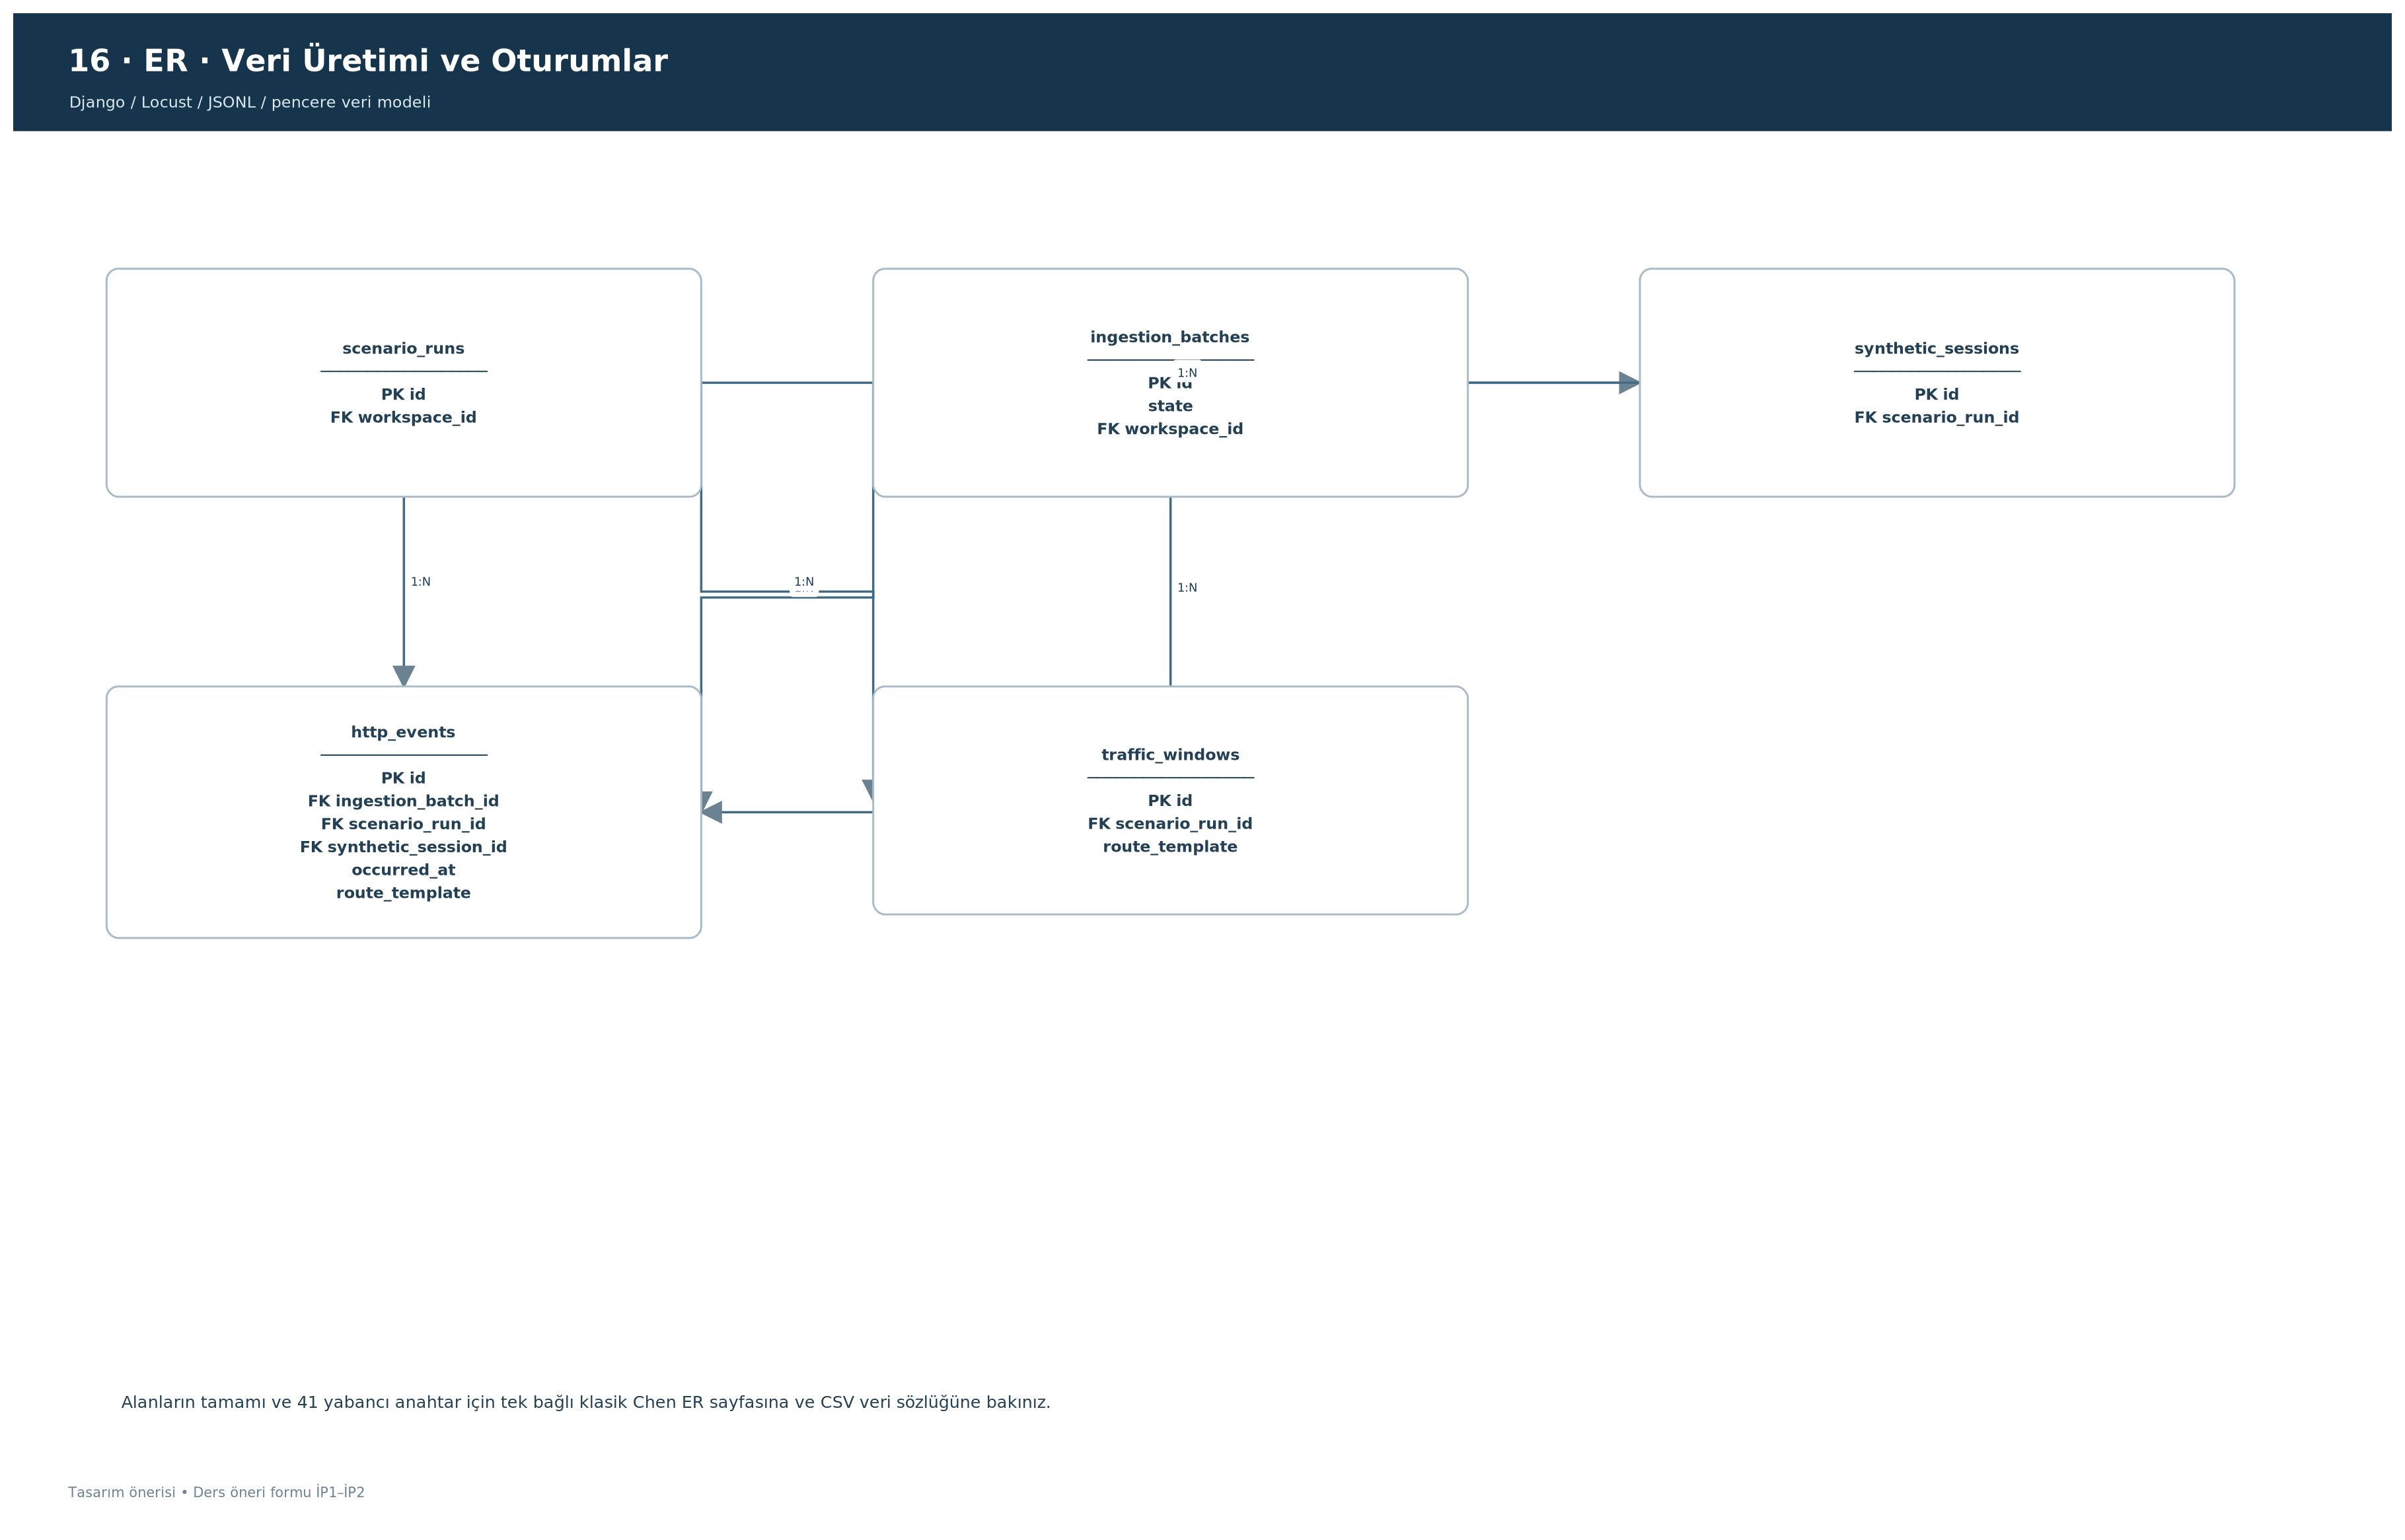 16 · ER · Veri Üretimi ve Oturumlar
Django / Locust / JSONL / pencere veri modeli
scenario_runs
PK id
FK workspace_id
ingestion_batches
1:N
PK id
state
FK workspace_id
synthetic_sessions
PK id
FK scenario_run_id
1:N
1:N
1:N
http_events
PK id
FK ingestion_batch_id
FK scenario_run_id
FK synthetic_session_id
occurred_at
route_template
traffic_windows
PK id
FK scenario_run_id
route_template
Alanların tamamı ve 41 yabancı anahtar için tek bağlı klasik Chen ER sayfasına ve CSV veri sözlüğüne bakınız.
Tasarım önerisi • Ders öneri formu İP1–İP2